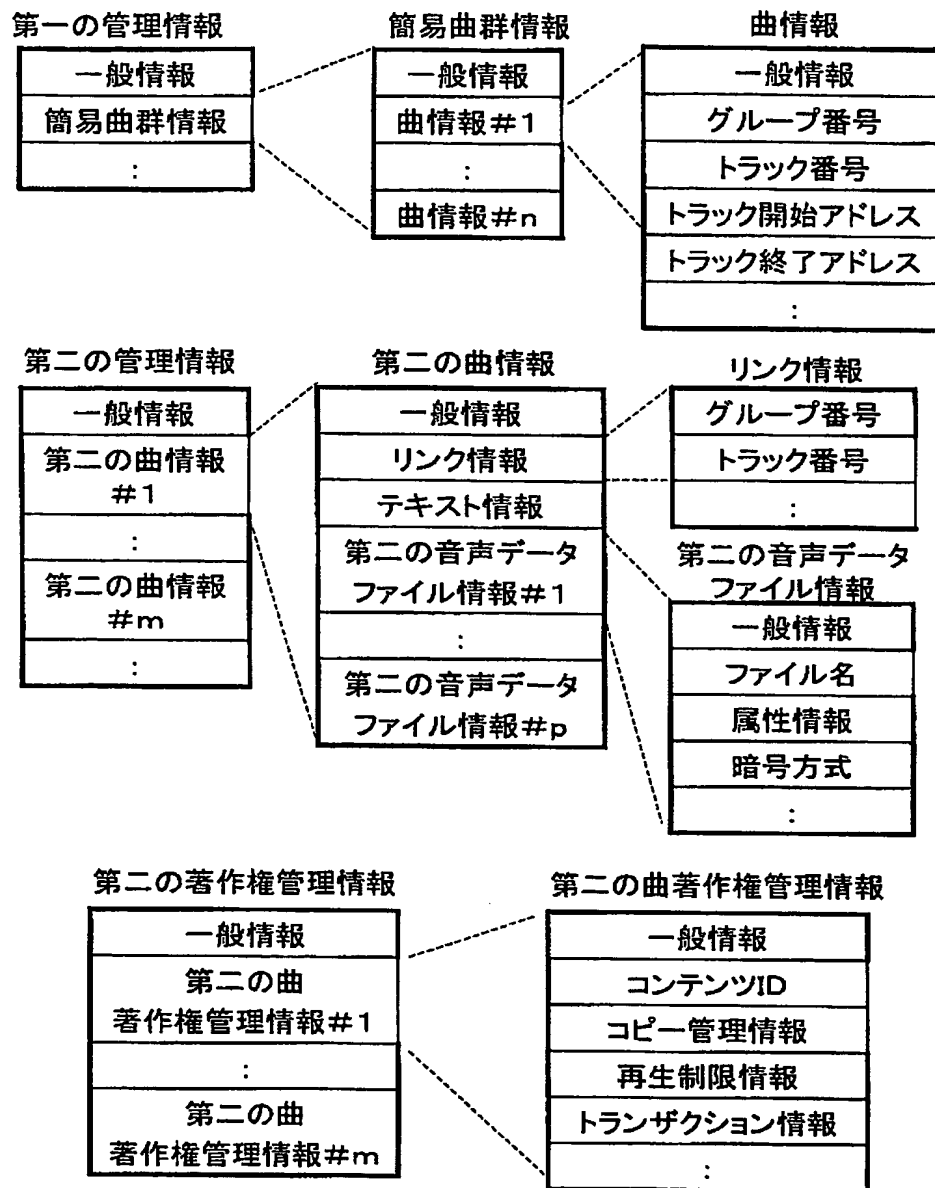 第一の管理情報
一般情報
簡易曲群情報
:
簡易曲群情報
一般情報
曲情報#1
:
曲情報#n
曲情報
一般情報
グループ番号
トラック番号
トラック開始アドレス
トラック終了アドレス
:
第二の管理情報
一般情報
第二の曲情報
#1
:
第二の曲情報
#m
:
第二の曲情報
一般情報
リンク情報
テキスト情報
第二の音声データ
ファイル情報#1
:
第二の音声データ
ファイル情報#p
リンク情報
グループ番号
トラック番号
:
第二の音声データ
ファイル情報
一般情報
ファイル名
属性情報
暗号方式
:
第二の著作権管理情報
一般情報
第二の曲
著作権管理情報#1
:
第二の曲
著作権管理情報#m
第二の曲著作権管理情報
一般情報
コンテンツID
コピー管理情報
再生制限情報
トランザクション情報
: